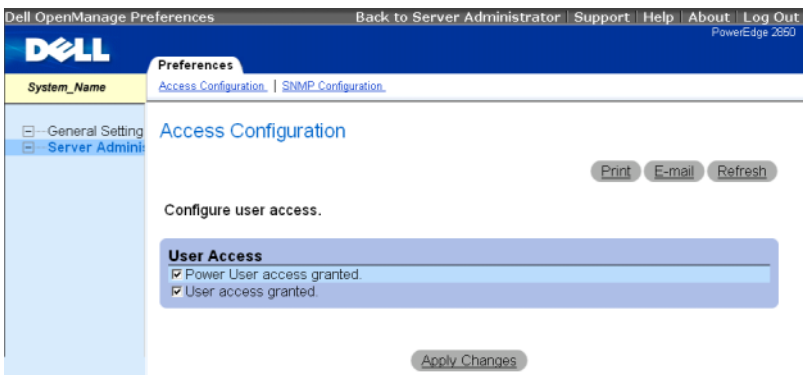 Dell OpenManage Preferences Back to Server Administrator | Support | Help | About | Log Out
PowerEdge 2850
DELL
Preferences
System_Name
Access Configuration | SNMP Configuration
General Setting
Server Adminis
Access Configuration
Print E-mail Refresh
Configure user access.
User Access
Power User access granted.
User access granted.
Apply Changes